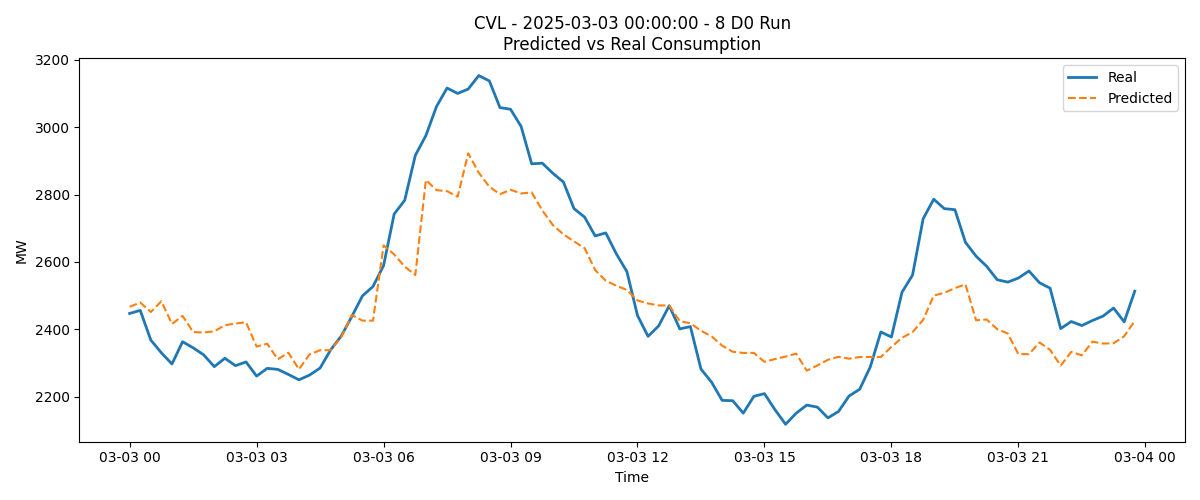 CVL - 2025-03-03 00:00:00 - 8 D0 Run
Predicted vs Real Consumption
3200
3000
2800
2600
2400
2200
MW
Real
Predicted
03-03 00
03-03 03
03-03 06
03-03 09
03-03 12
03-03 15
03-03 18
03-03 21
03-04 00
Time